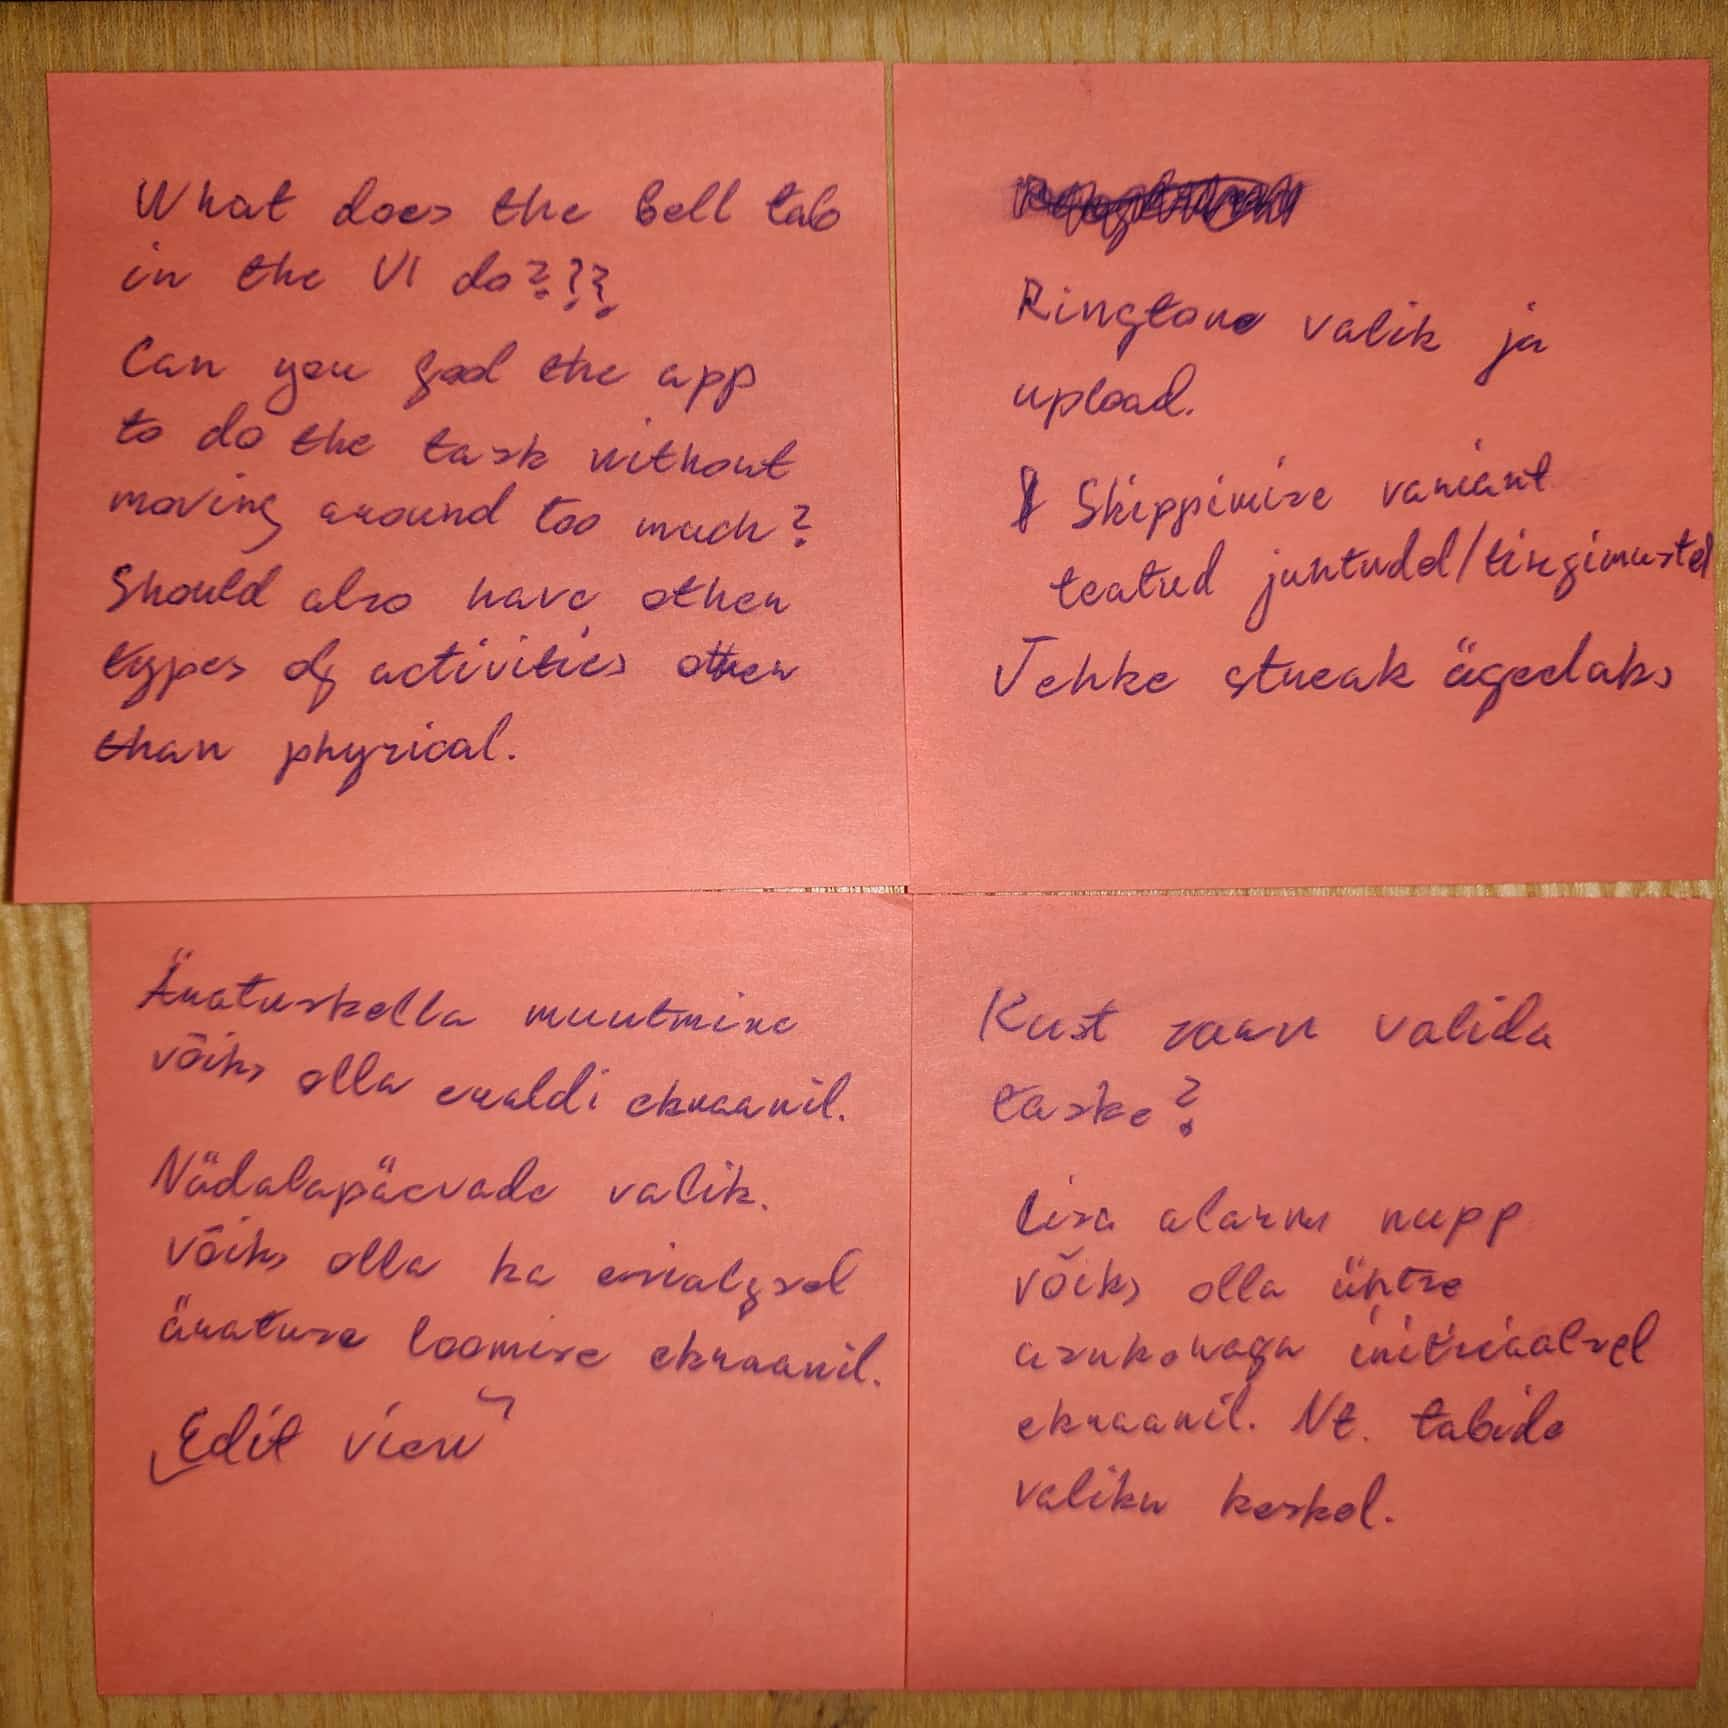 What does the bell tab
in the UI do???
Can you fool the app
to do the task without
moving around too much?
Should also have other
types of activities other
than physical.
Ringtone valik ja
upload.
Skippimise variant
teatud juhtudel/tingimustel
Tehke streak ägedaks
Äratuskella muutmine
võiks olla eraldi ekraanil.
Nädalapäevade valik.
võiks olla ka esialgsel
äratuse loomise ekraanil.
„Edit view”
Kust saan valida
taske?
Lisa alarm nupp
võiks olla ühtse
asukohaga initsiaalsel
ekraanil. Nt. tabide
valiku keskel.